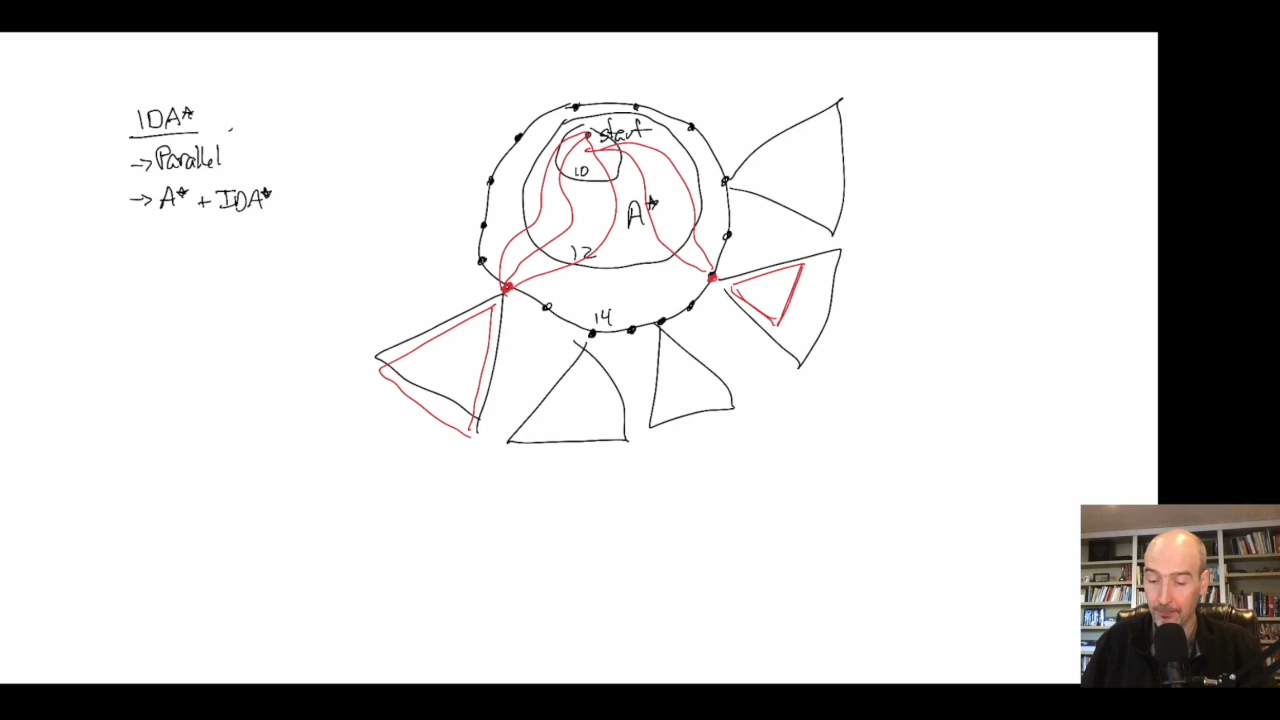 IDA*
→ Parallel
→ A* + IDA*
start
10
A*
12
14